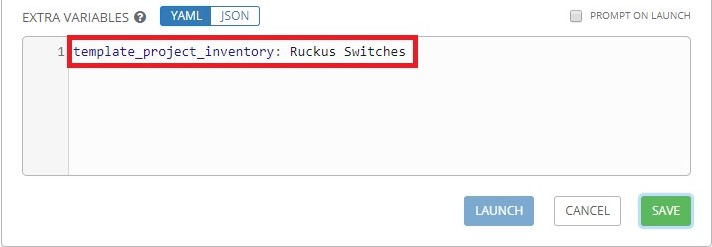 EXTRA VARIABLES ? YAML JSON PROMPT ON LAUNCH
1 template_project_inventory: Ruckus Switches
LAUNCH CANCEL SAVE